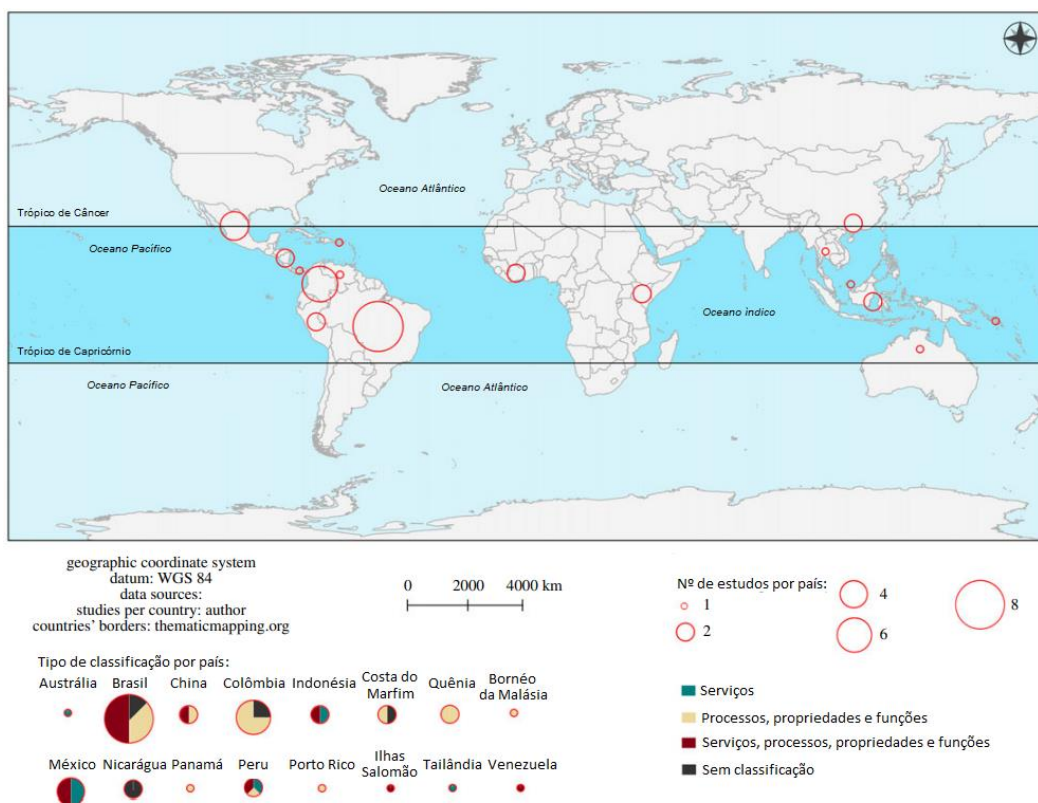 Oceano Atlântico
Trópico de Câncer
Oceano Pacífico
Oceano índico
Trópico de Capricórnio
Oceano Pacífico
Oceano Atlântico
geographic coordinate system
datum: WGS 84
data sources:
studies per country: author
countries' borders: thematicmapping.org
0 2000 4000 km
Nº de estudos por país:
1
2
4
6
8
Tipo de classificação por país:
Austrália Brasil China Colômbia Indonésia Costa do Marfim Quênia Bornéo da Malásia
México Nicarágua Panamá Peru Porto Rico Ilhas Salomão Tailândia Venezuela
Serviços
Processos, propriedades e funções
Serviços, processos, propriedades e funções
Sem classificação